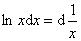 ln xdx = d 1/x